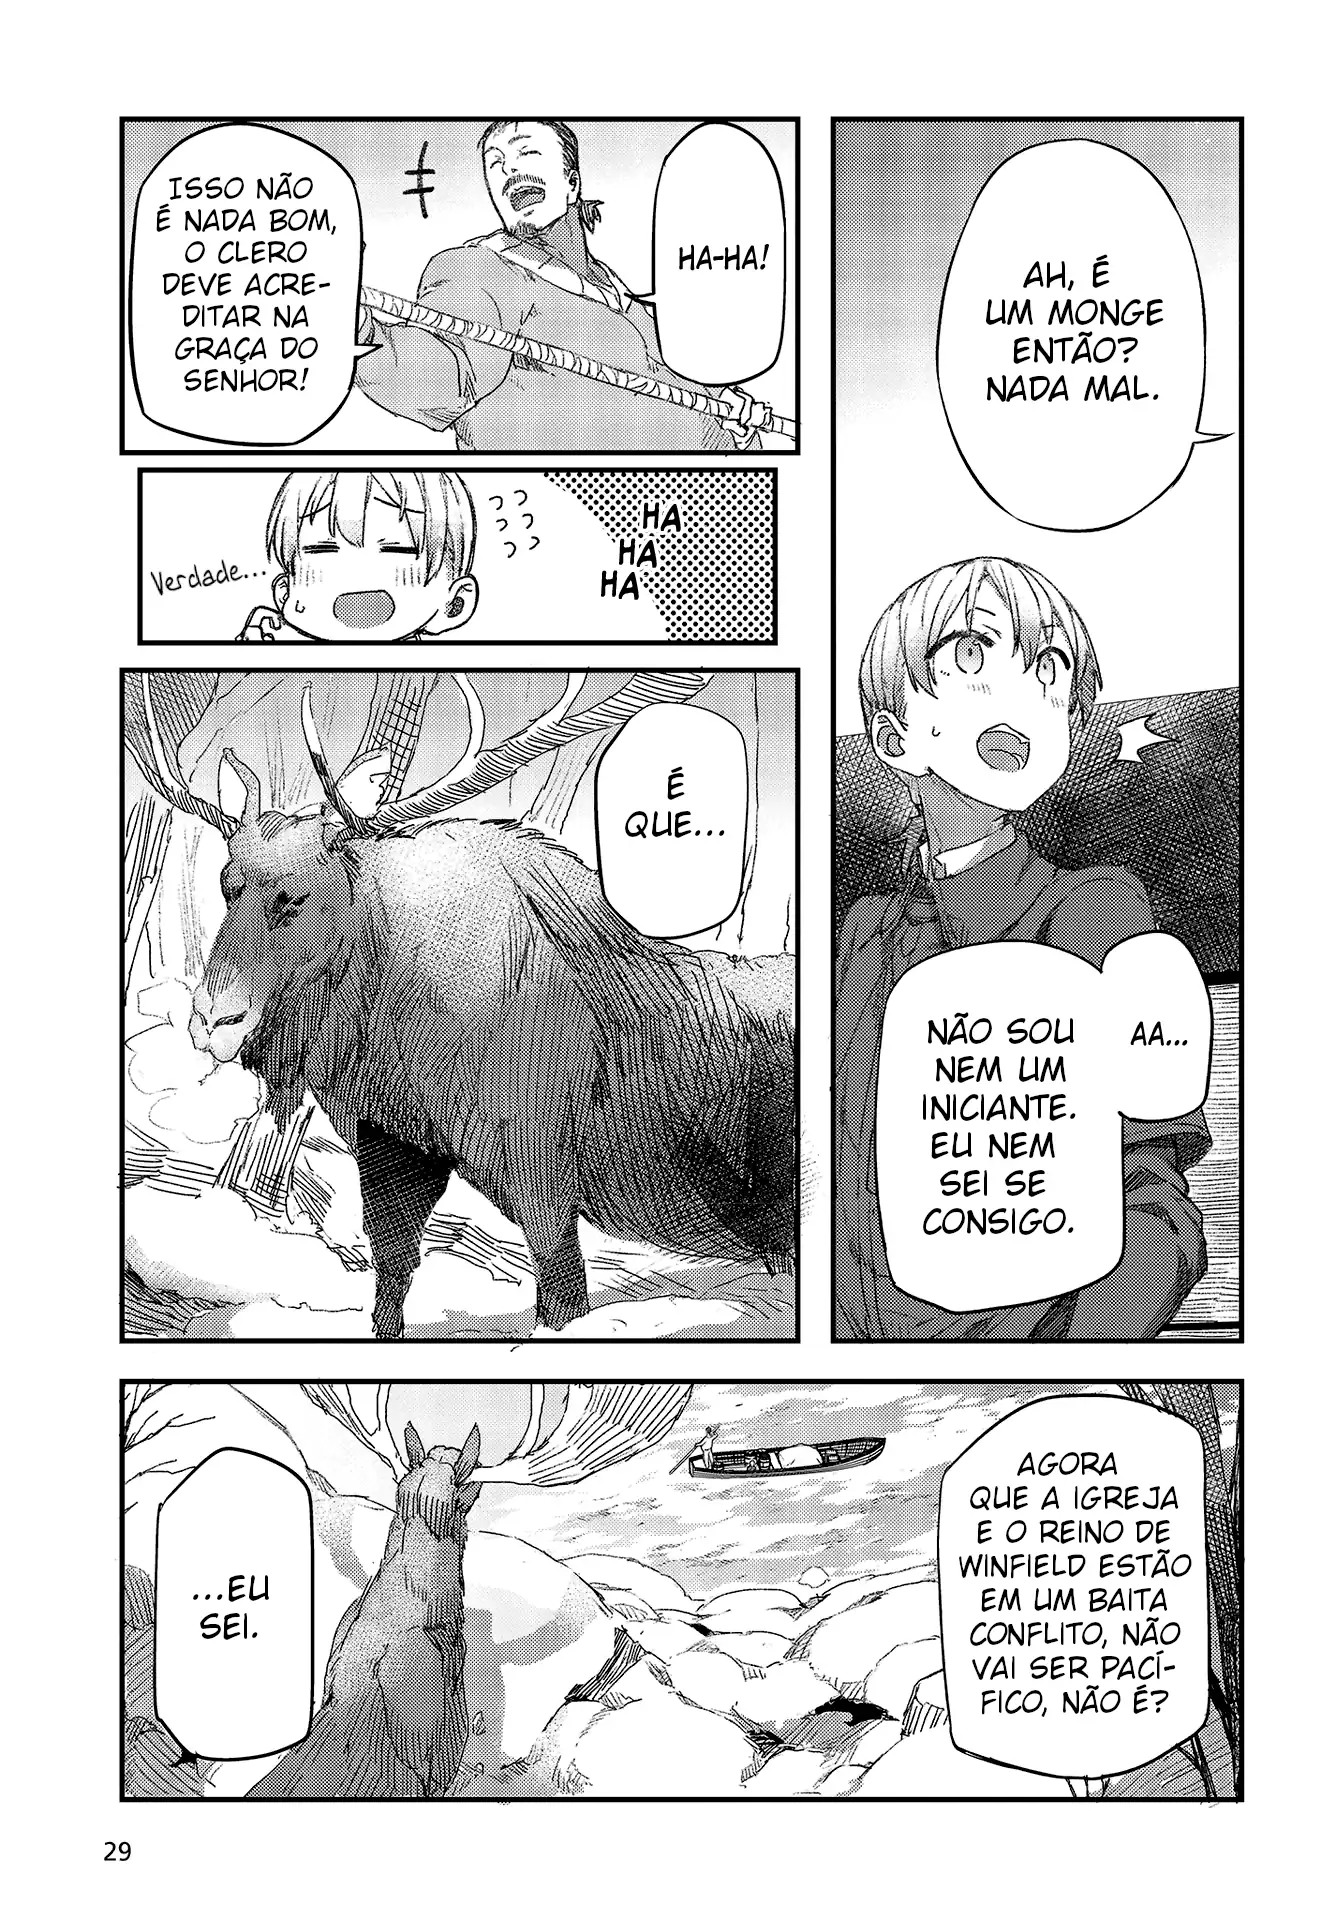 AH, É
UM MONGE
ENTÃO?
NADA MAL.
AA...
NÃO SOU
NEM UM
INICIANTE.
EU NEM
SEI SE
CONSIGO.
HA-HA!
ISSO NÃO
É NADA BOM,
O CLERO
DEVE ACRE-
DITAR NA
GRAÇA DO
SENHOR!
HA
HA
HA
Verdade...
É
QUE...
AGORA
QUE A IGREJA
E O REINO DE
WINFIELD ESTÃO
EM UM BAITA
CONFLITO, NÃO
VAI SER PACÍ-
FICO, NÃO É?
...EU
SEI.
29